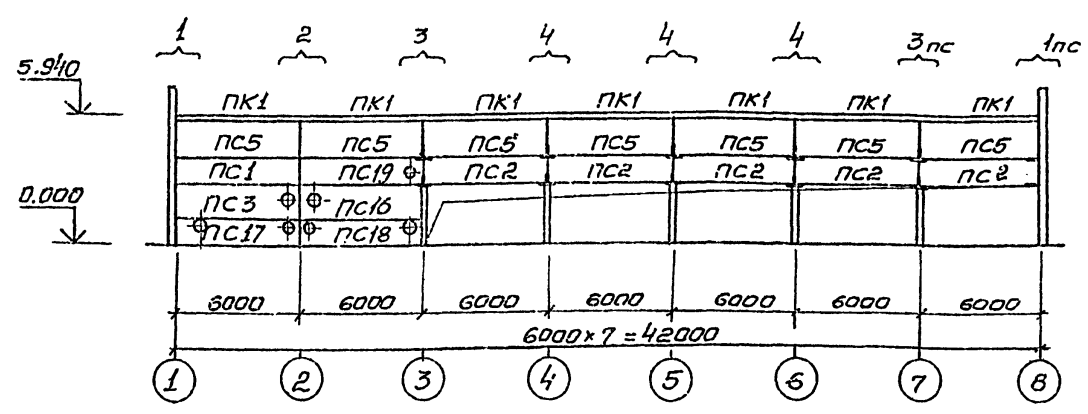 1 2 3 4 4 4 3пс 1пс
5.940
ПК1 ПК1 ПК1 ПК1 ПК1 ПК1 ПК1
ПС5 ПС5 ПС5 ПС5 ПС5 ПС5 ПС5
ПС1 ПС19 ПС2 ПС2 ПС2 ПС2 ПС2
0.000
ПС3 ПС16
ПС17 ПС18
6000 6000 6000 6000 6000 6000 6000
6000×7=42000
1 2 3 4 5 6 7 8